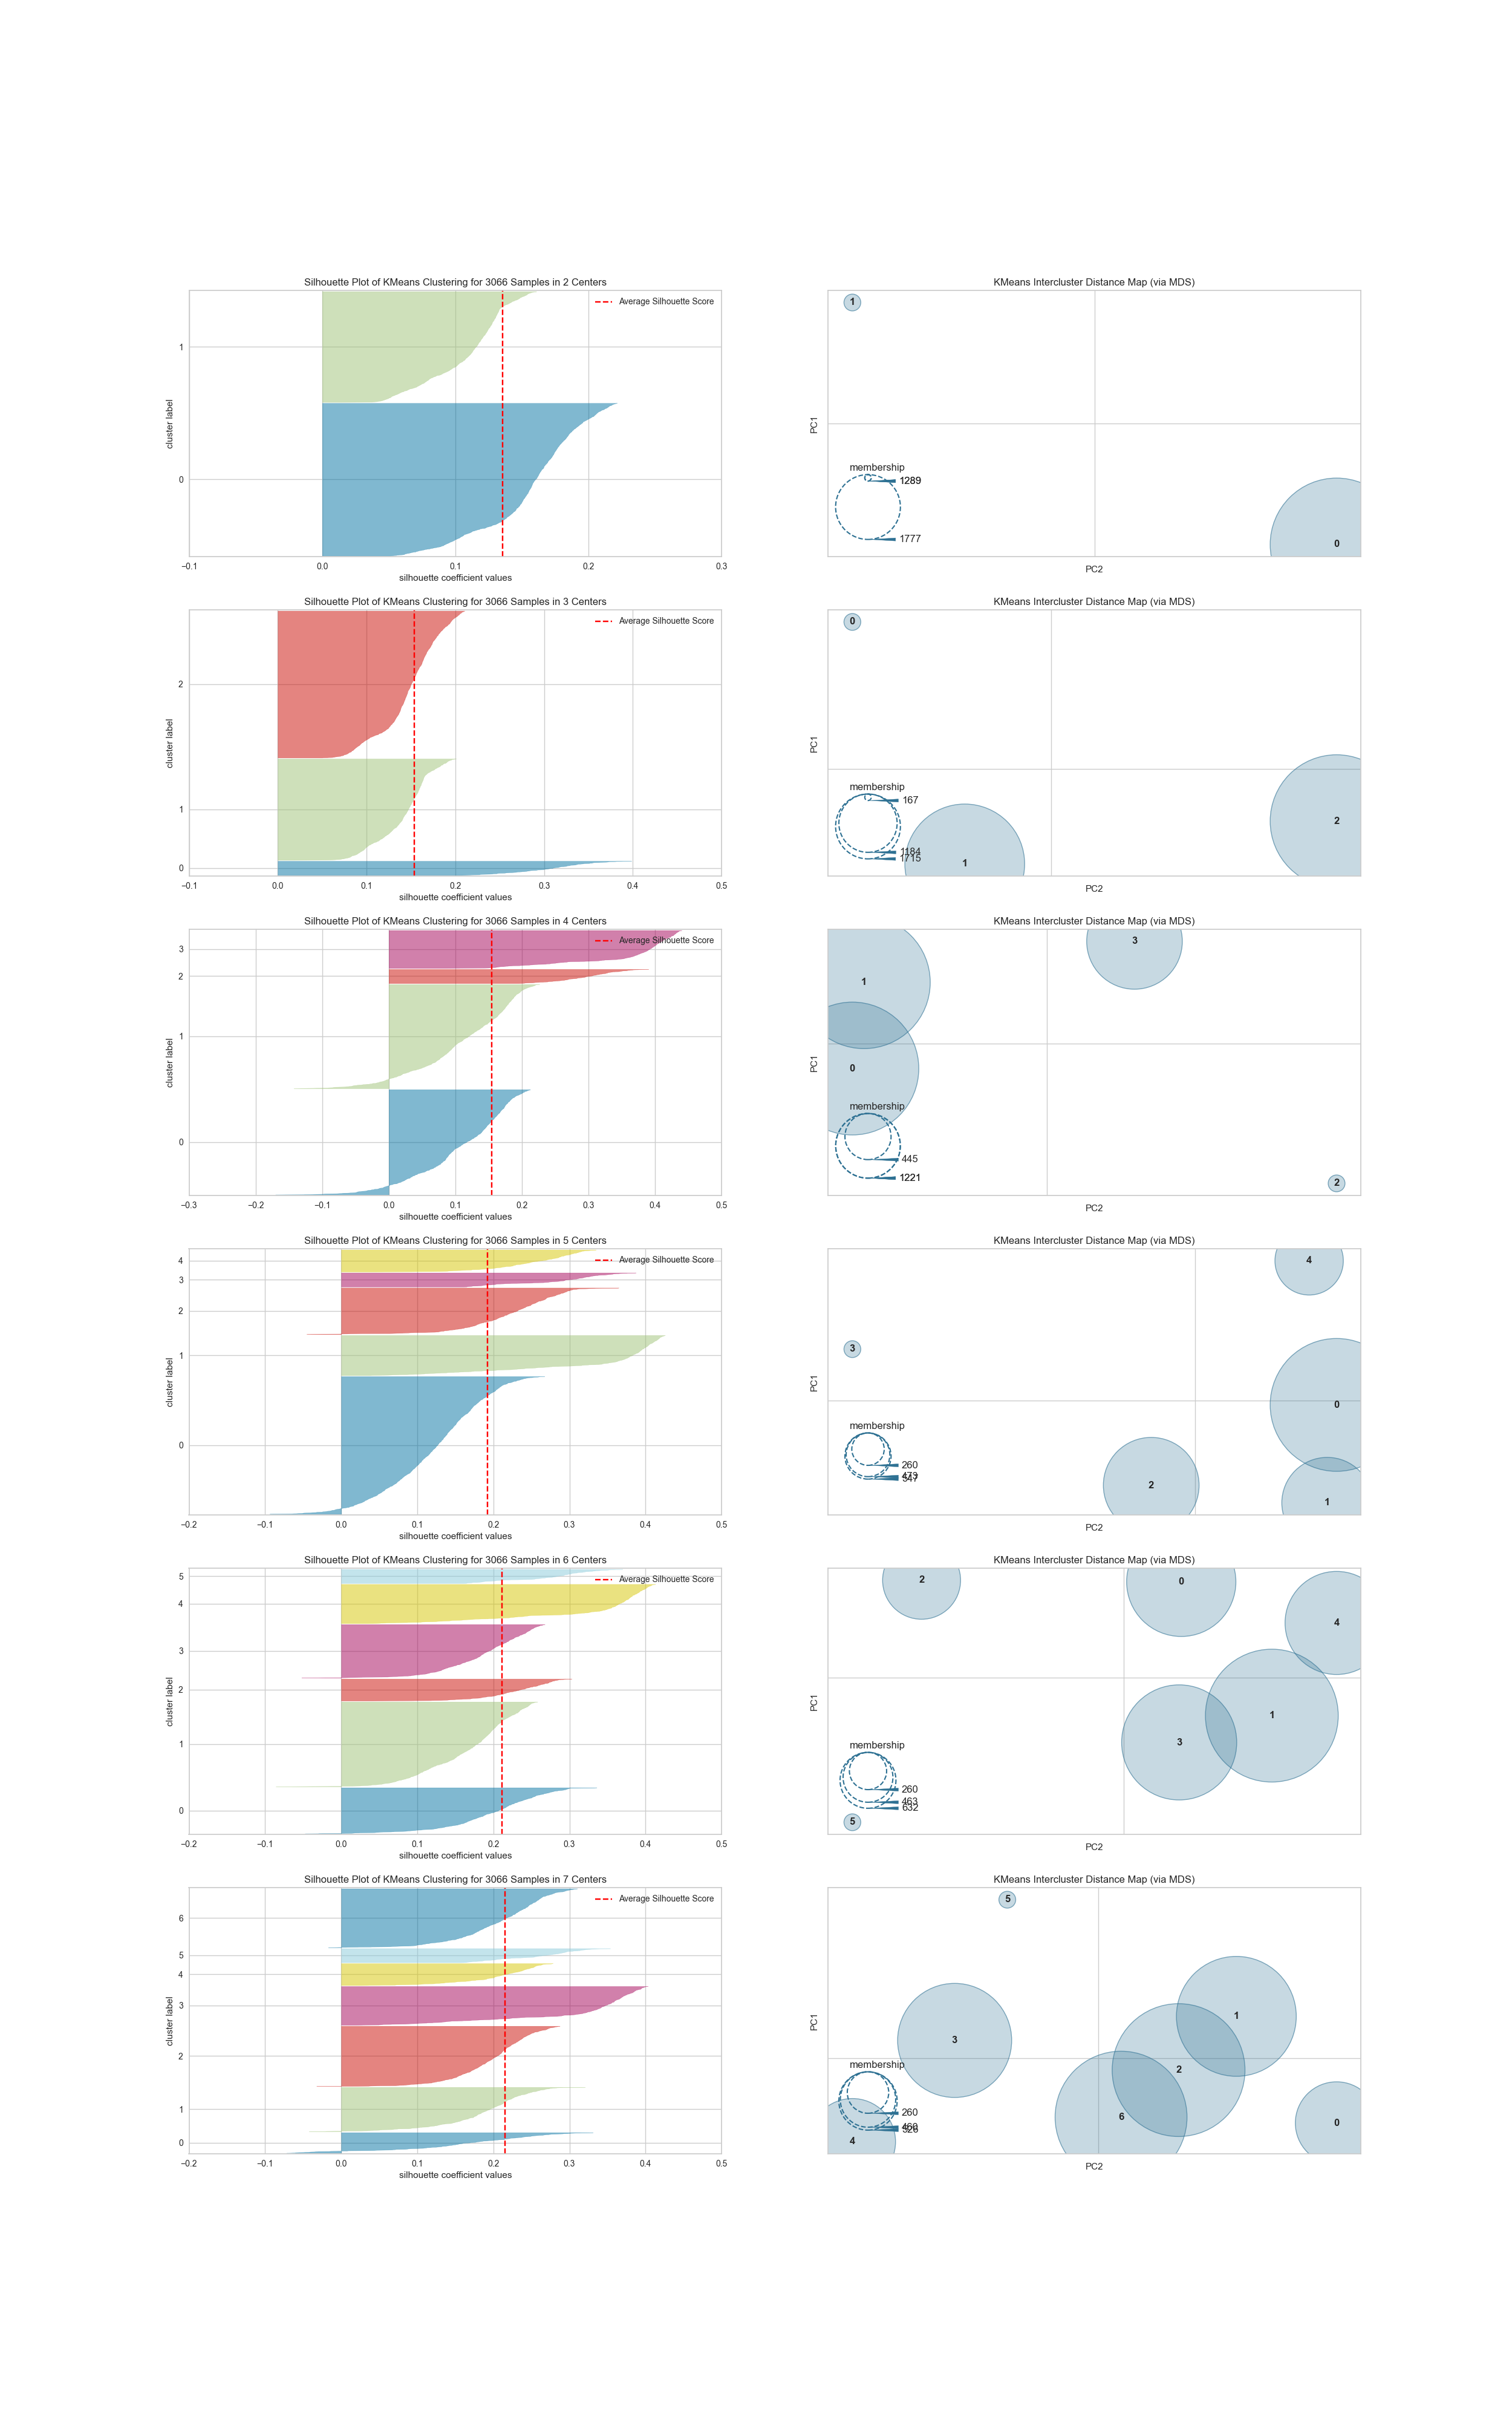 Silhouette Plot of KMeans Clustering for 3066 Samples in 2 Centers
Average Silhouette Score
cluster label
1
0
−0.1 0.0 0.1 0.2 0.3
silhouette coefficient values
KMeans Intercluster Distance Map (via MDS)
1
PC1
membership
1289
1777
0
PC2
Silhouette Plot of KMeans Clustering for 3066 Samples in 3 Centers
Average Silhouette Score
cluster label
2
1
0
−0.1 0.0 0.1 0.2 0.3 0.4 0.5
silhouette coefficient values
KMeans Intercluster Distance Map (via MDS)
0
PC1
membership
167
1184
1715
1
2
PC2
Silhouette Plot of KMeans Clustering for 3066 Samples in 4 Centers
Average Silhouette Score
cluster label
3
2
1
0
−0.3 −0.2 −0.1 0.0 0.1 0.2 0.3 0.4 0.5
silhouette coefficient values
KMeans Intercluster Distance Map (via MDS)
3
1
PC1
0
membership
445
1221
2
PC2
Silhouette Plot of KMeans Clustering for 3066 Samples in 5 Centers
Average Silhouette Score
cluster label
4
3
2
1
0
−0.2 −0.1 0.0 0.1 0.2 0.3 0.4 0.5
silhouette coefficient values
KMeans Intercluster Distance Map (via MDS)
4
3
PC1
0
membership
260
2
1
PC2
Silhouette Plot of KMeans Clustering for 3066 Samples in 6 Centers
Average Silhouette Score
cluster label
5
4
3
2
1
0
−0.2 −0.1 0.0 0.1 0.2 0.3 0.4 0.5
silhouette coefficient values
KMeans Intercluster Distance Map (via MDS)
2
0
4
PC1
1
3
membership
260
463
632
5
PC2
Silhouette Plot of KMeans Clustering for 3066 Samples in 7 Centers
Average Silhouette Score
cluster label
6
5
4
3
2
1
0
−0.2 −0.1 0.0 0.1 0.2 0.3 0.4 0.5
silhouette coefficient values
KMeans Intercluster Distance Map (via MDS)
5
1
PC1
3
membership
2
260
6
0
4
PC2